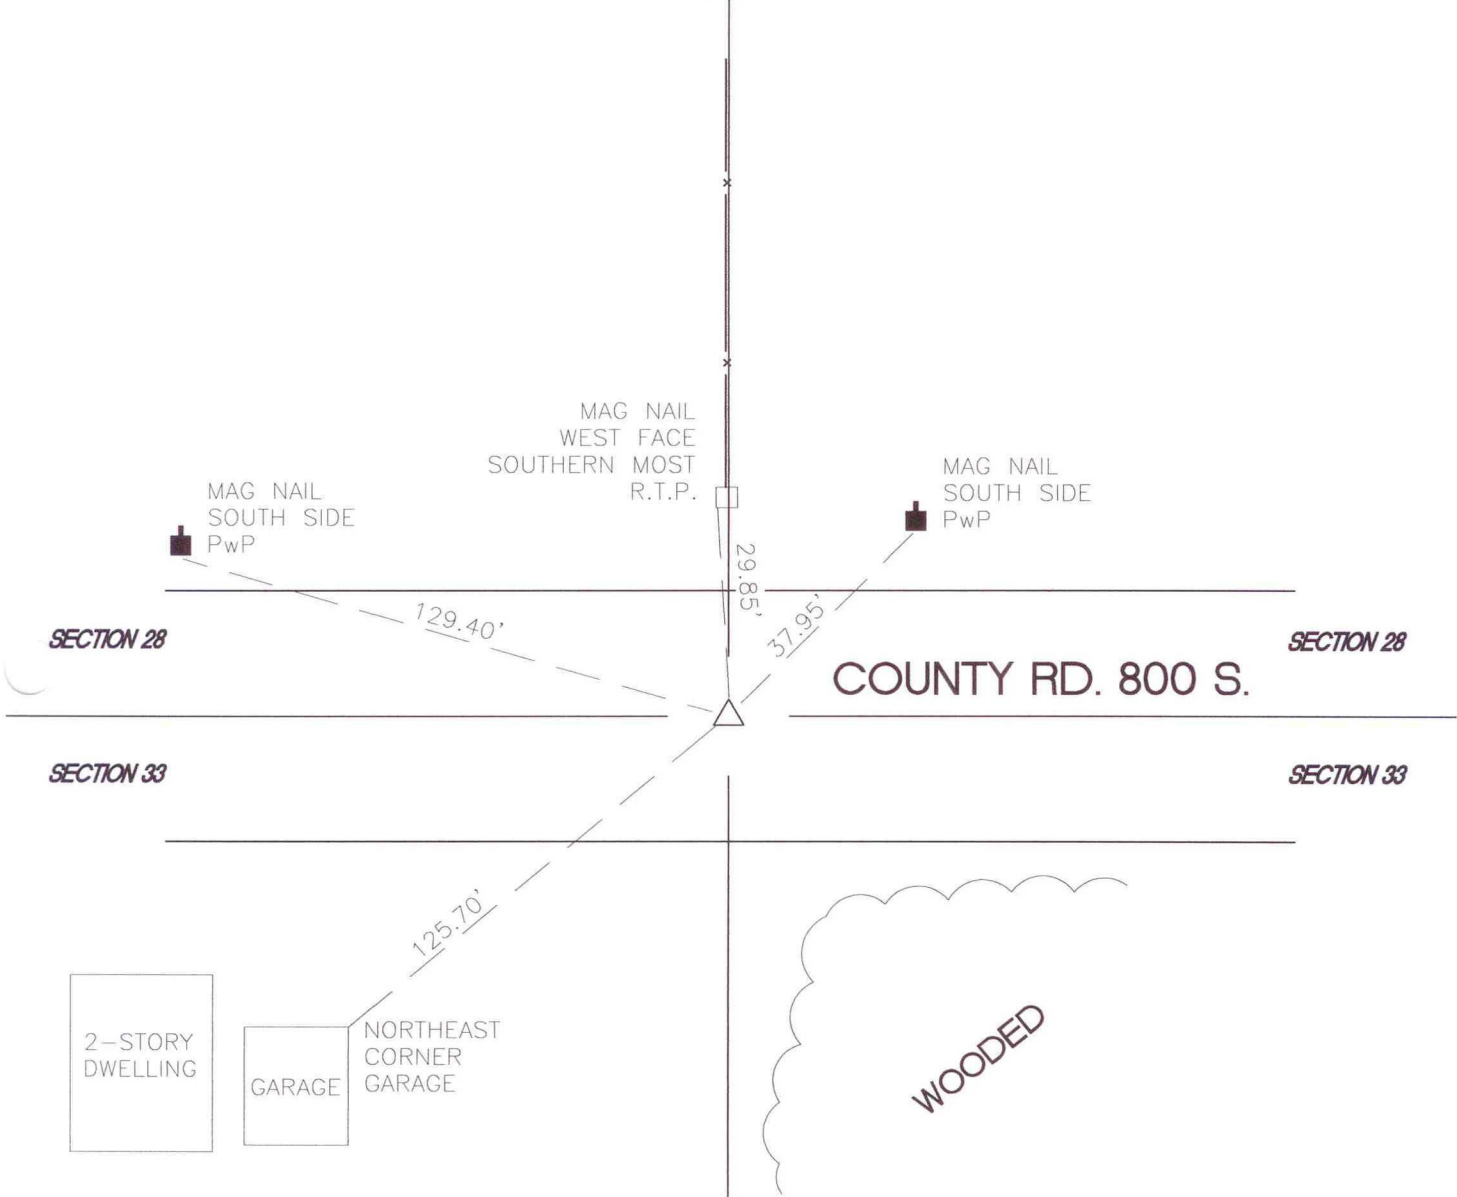 MAG NAIL
WEST FACE
SOUTHERN MOST
R.T.P.
MAG NAIL
SOUTH SIDE
PwP
MAG NAIL
SOUTH SIDE
PwP
29.85'
129.40'
37.95'
SECTION 28
SECTION 28
COUNTY RD. 800 S.
SECTION 33
SECTION 33
125.70'
2-STORY
DWELLING
GARAGE
NORTHEAST
CORNER
GARAGE
WOODED